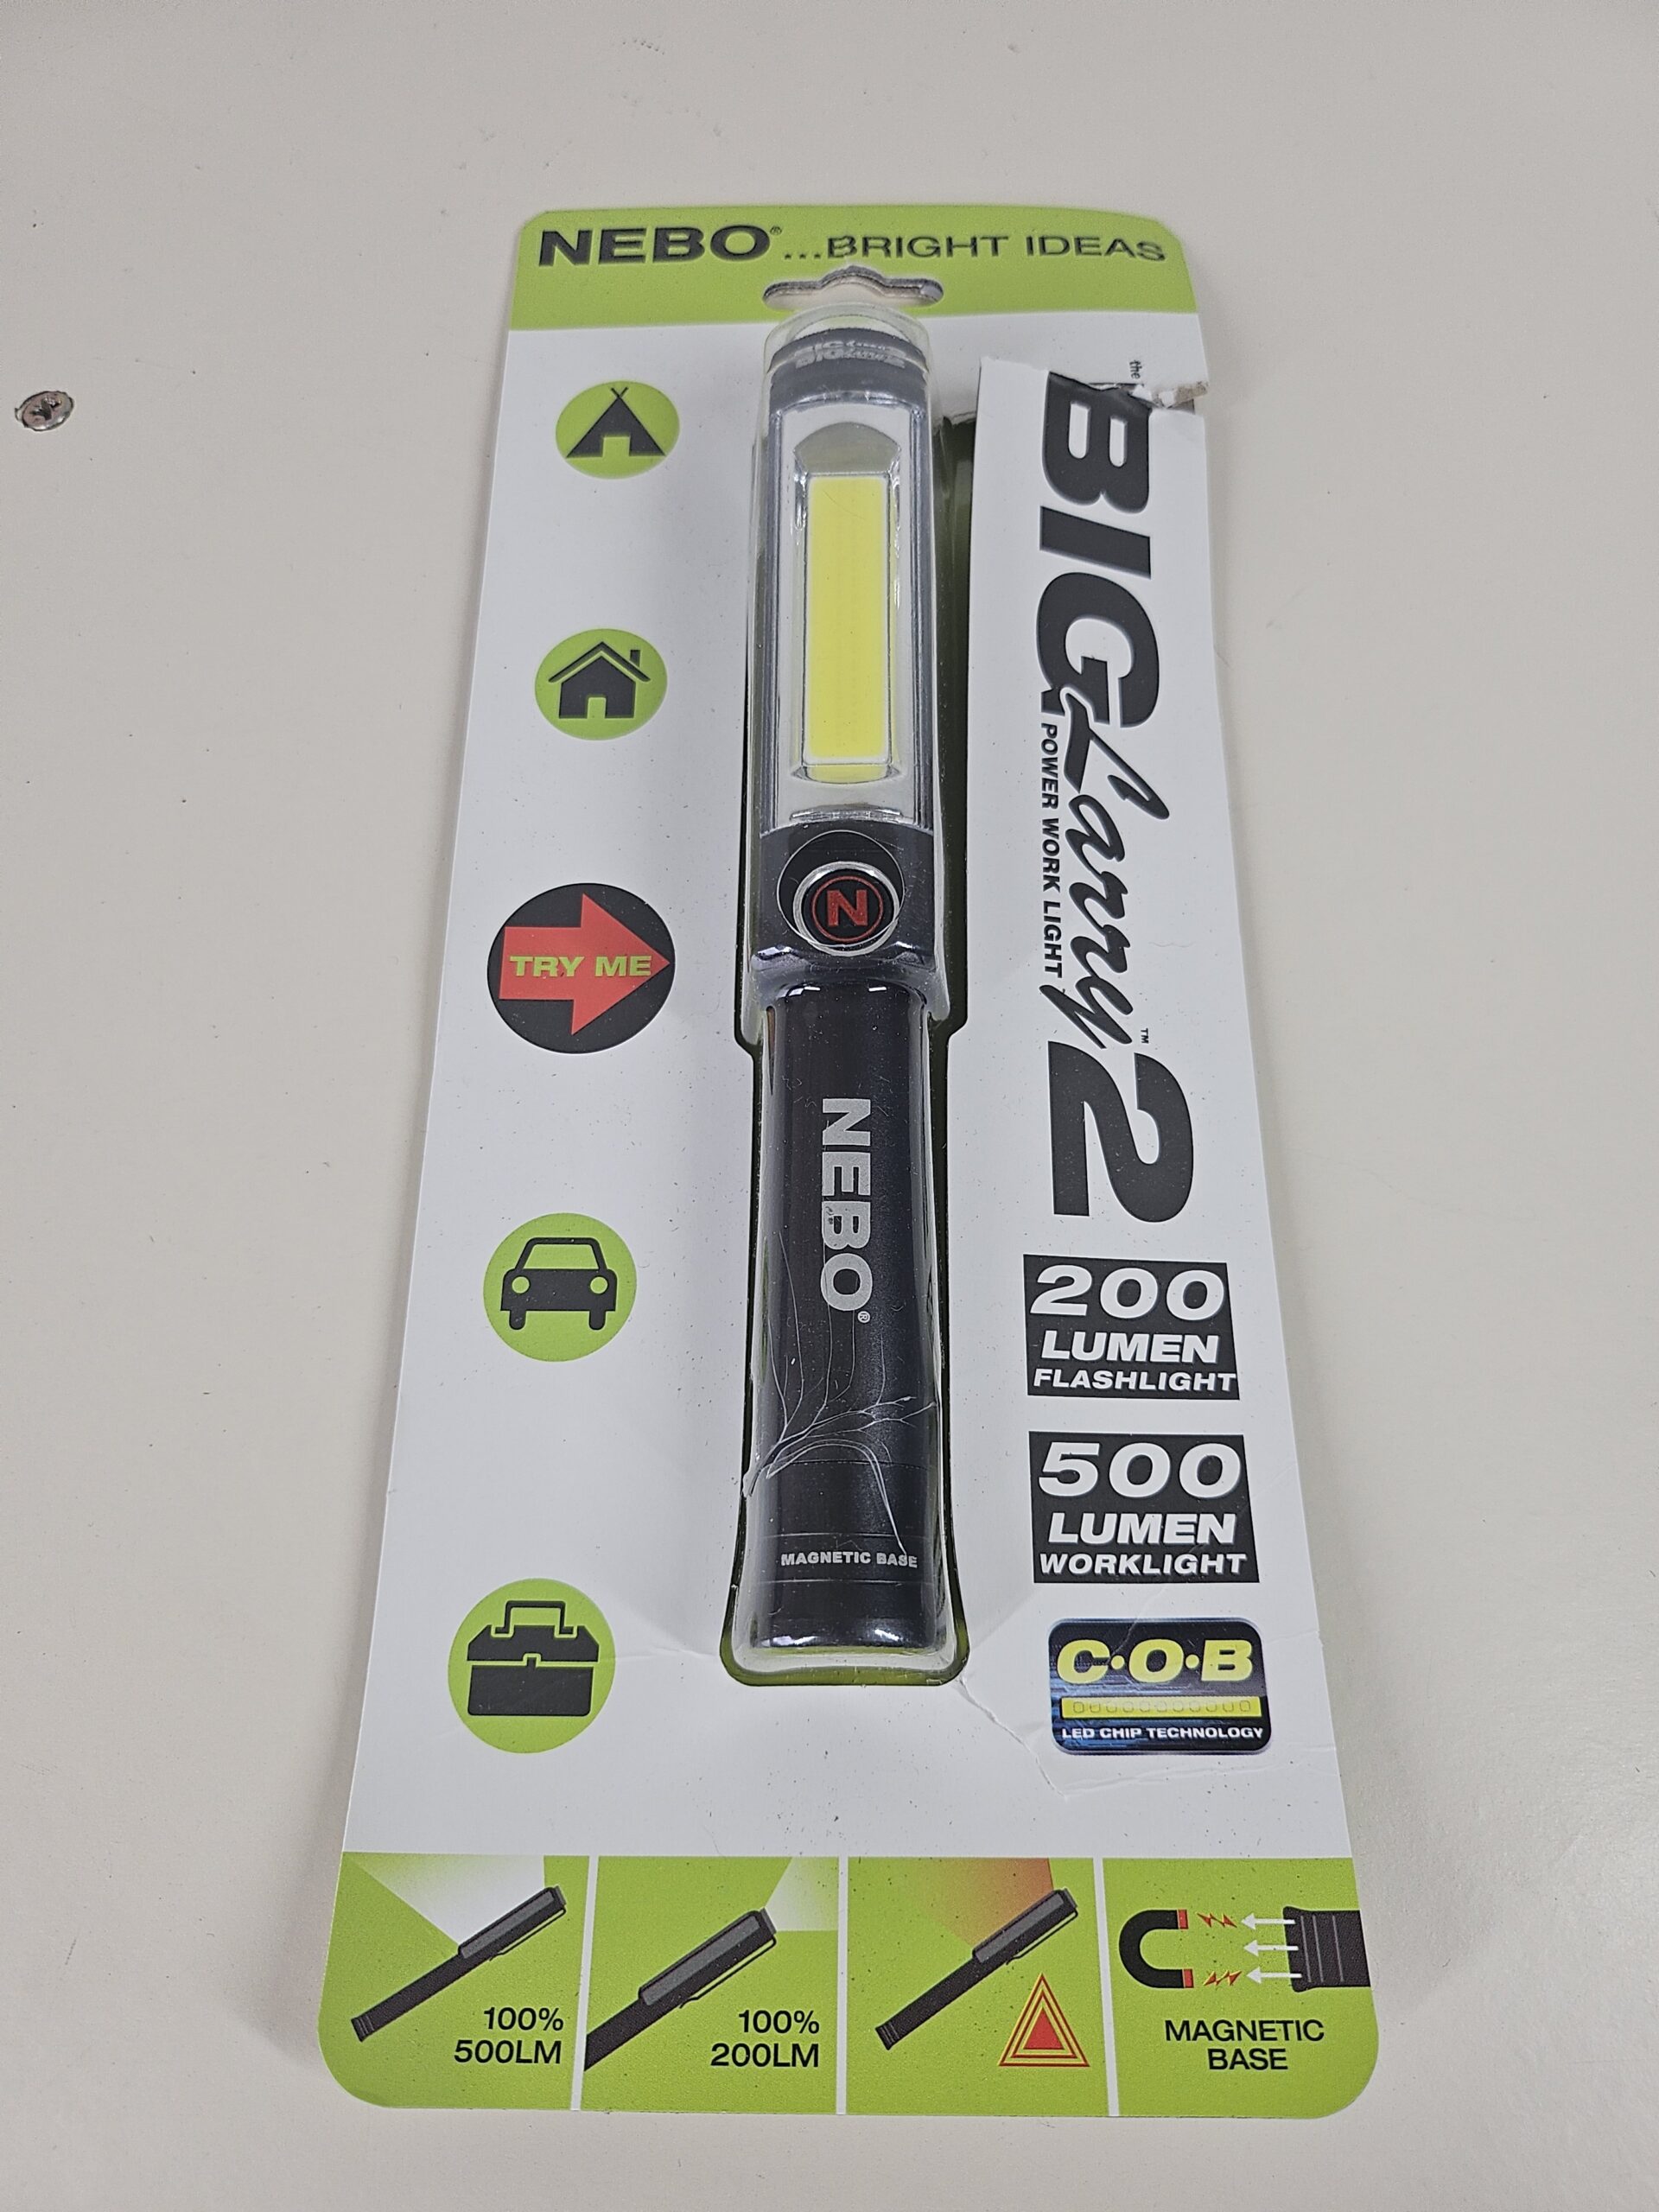 NEBO® ...BRIGHT IDEAS
the
BIG Larry™ 2
POWER WORK LIGHT
TRY ME
N
NEBO®
MAGNETIC BASE
200
LUMEN
FLASHLIGHT
500
LUMEN
WORKLIGHT
C•O•B
LED CHIP TECHNOLOGY
100%
500LM
100%
200LM
MAGNETIC
BASE